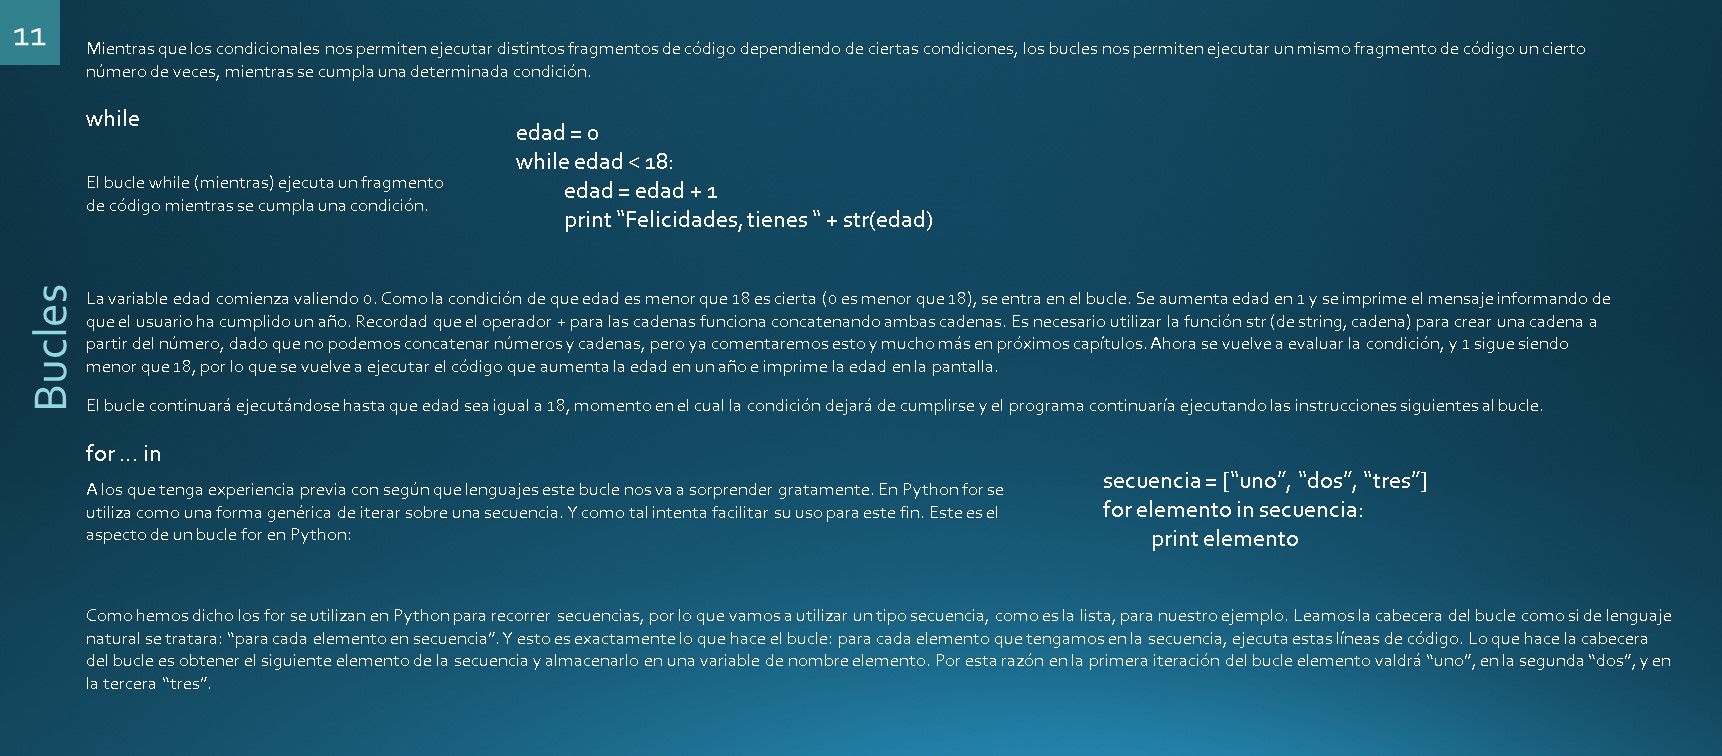 11
Mientras que los condicionales nos permiten ejecutar distintos fragmentos de código dependiendo de ciertas condiciones, los bucles nos permiten ejecutar un mismo fragmento de código un cierto
número de veces, mientras se cumpla una determinada condición.
while
El bucle while (mientras) ejecuta un fragmento
de código mientras se cumpla una condición.
edad = 0
while edad < 18:
edad = edad + 1
print “Felicidades, tienes “ + str(edad)
Bucles
La variable edad comienza valiendo 0. Como la condición de que edad es menor que 18 es cierta (0 es menor que 18), se entra en el bucle. Se aumenta edad en 1 y se imprime el mensaje informando de
que el usuario ha cumplido un año. Recordad que el operador + para las cadenas funciona concatenando ambas cadenas. Es necesario utilizar la función str (de string, cadena) para crear una cadena a
partir del número, dado que no podemos concatenar números y cadenas, pero ya comentaremos esto y mucho más en próximos capítulos. Ahora se vuelve a evaluar la condición, y 1 sigue siendo
menor que 18, por lo que se vuelve a ejecutar el código que aumenta la edad en un año e imprime la edad en la pantalla.
El bucle continuará ejecutándose hasta que edad sea igual a 18, momento en el cual la condición dejará de cumplirse y el programa continuaría ejecutando las instrucciones siguientes al bucle.
for ... in
A los que tenga experiencia previa con según que lenguajes este bucle nos va a sorprender gratamente. En Python for se
utiliza como una forma genérica de iterar sobre una secuencia. Y como tal intenta facilitar su uso para este fin. Este es el
aspecto de un bucle for en Python:
secuencia = [“uno”, “dos”, “tres”]
for elemento in secuencia:
print elemento
Como hemos dicho los for se utilizan en Python para recorrer secuencias, por lo que vamos a utilizar un tipo secuencia, como es la lista, para nuestro ejemplo. Leamos la cabecera del bucle como si de lenguaje
natural se tratara: “para cada elemento en secuencia”. Y esto es exactamente lo que hace el bucle: para cada elemento que tengamos en la secuencia, ejecuta estas líneas de código. Lo que hace la cabecera
del bucle es obtener el siguiente elemento de la secuencia y almacenarlo en una variable de nombre elemento. Por esta razón en la primera iteración del bucle elemento valdrá “uno”, en la segunda “dos”, y en
la tercera “tres”.